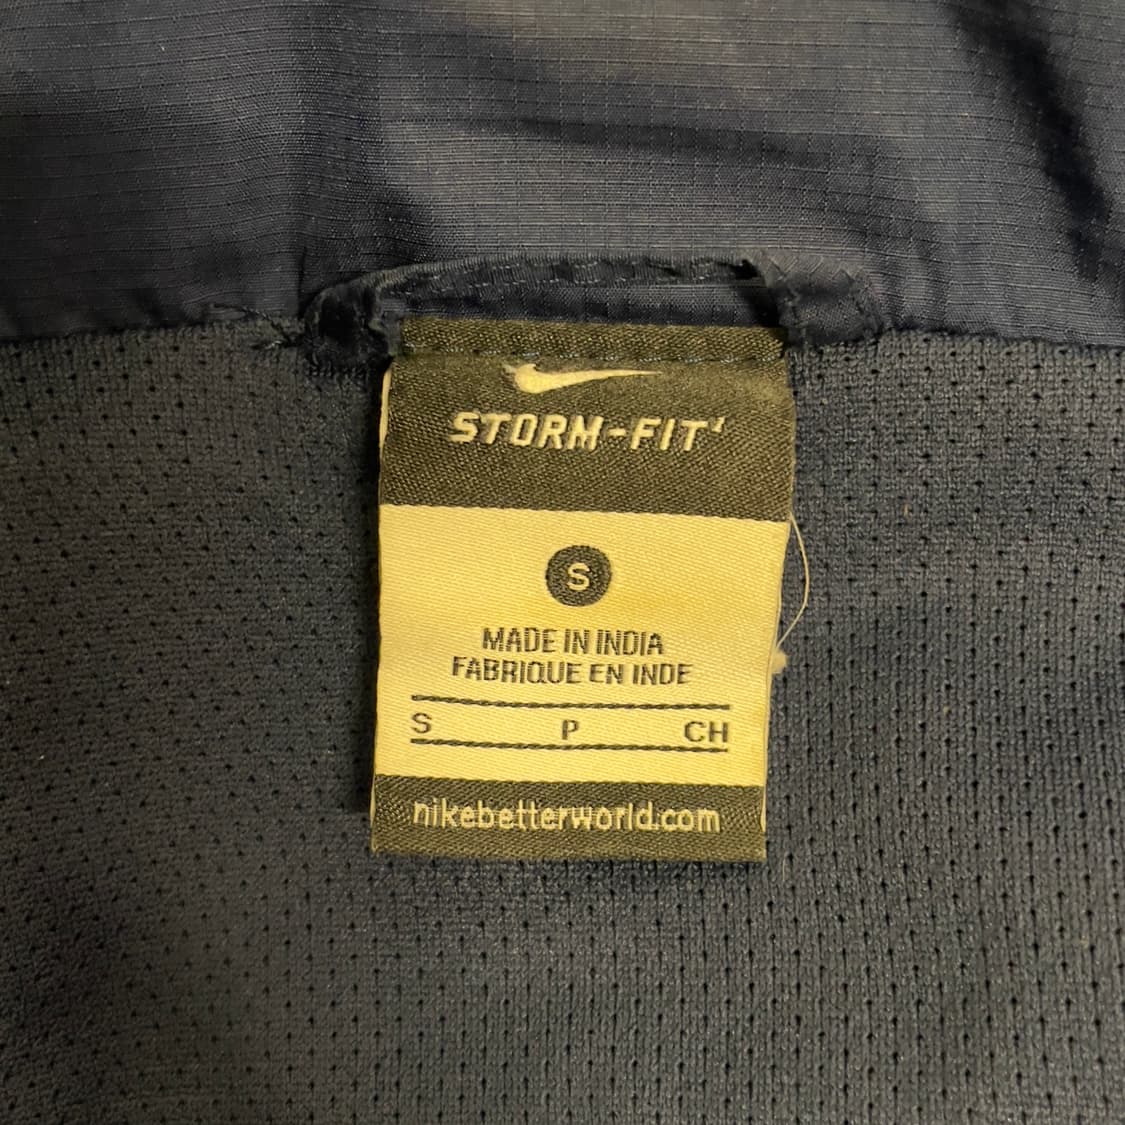 STORM-FIT
S
MADE IN INDIA
FABRIQUE EN INDE
S P CH
nikebetterworld.com